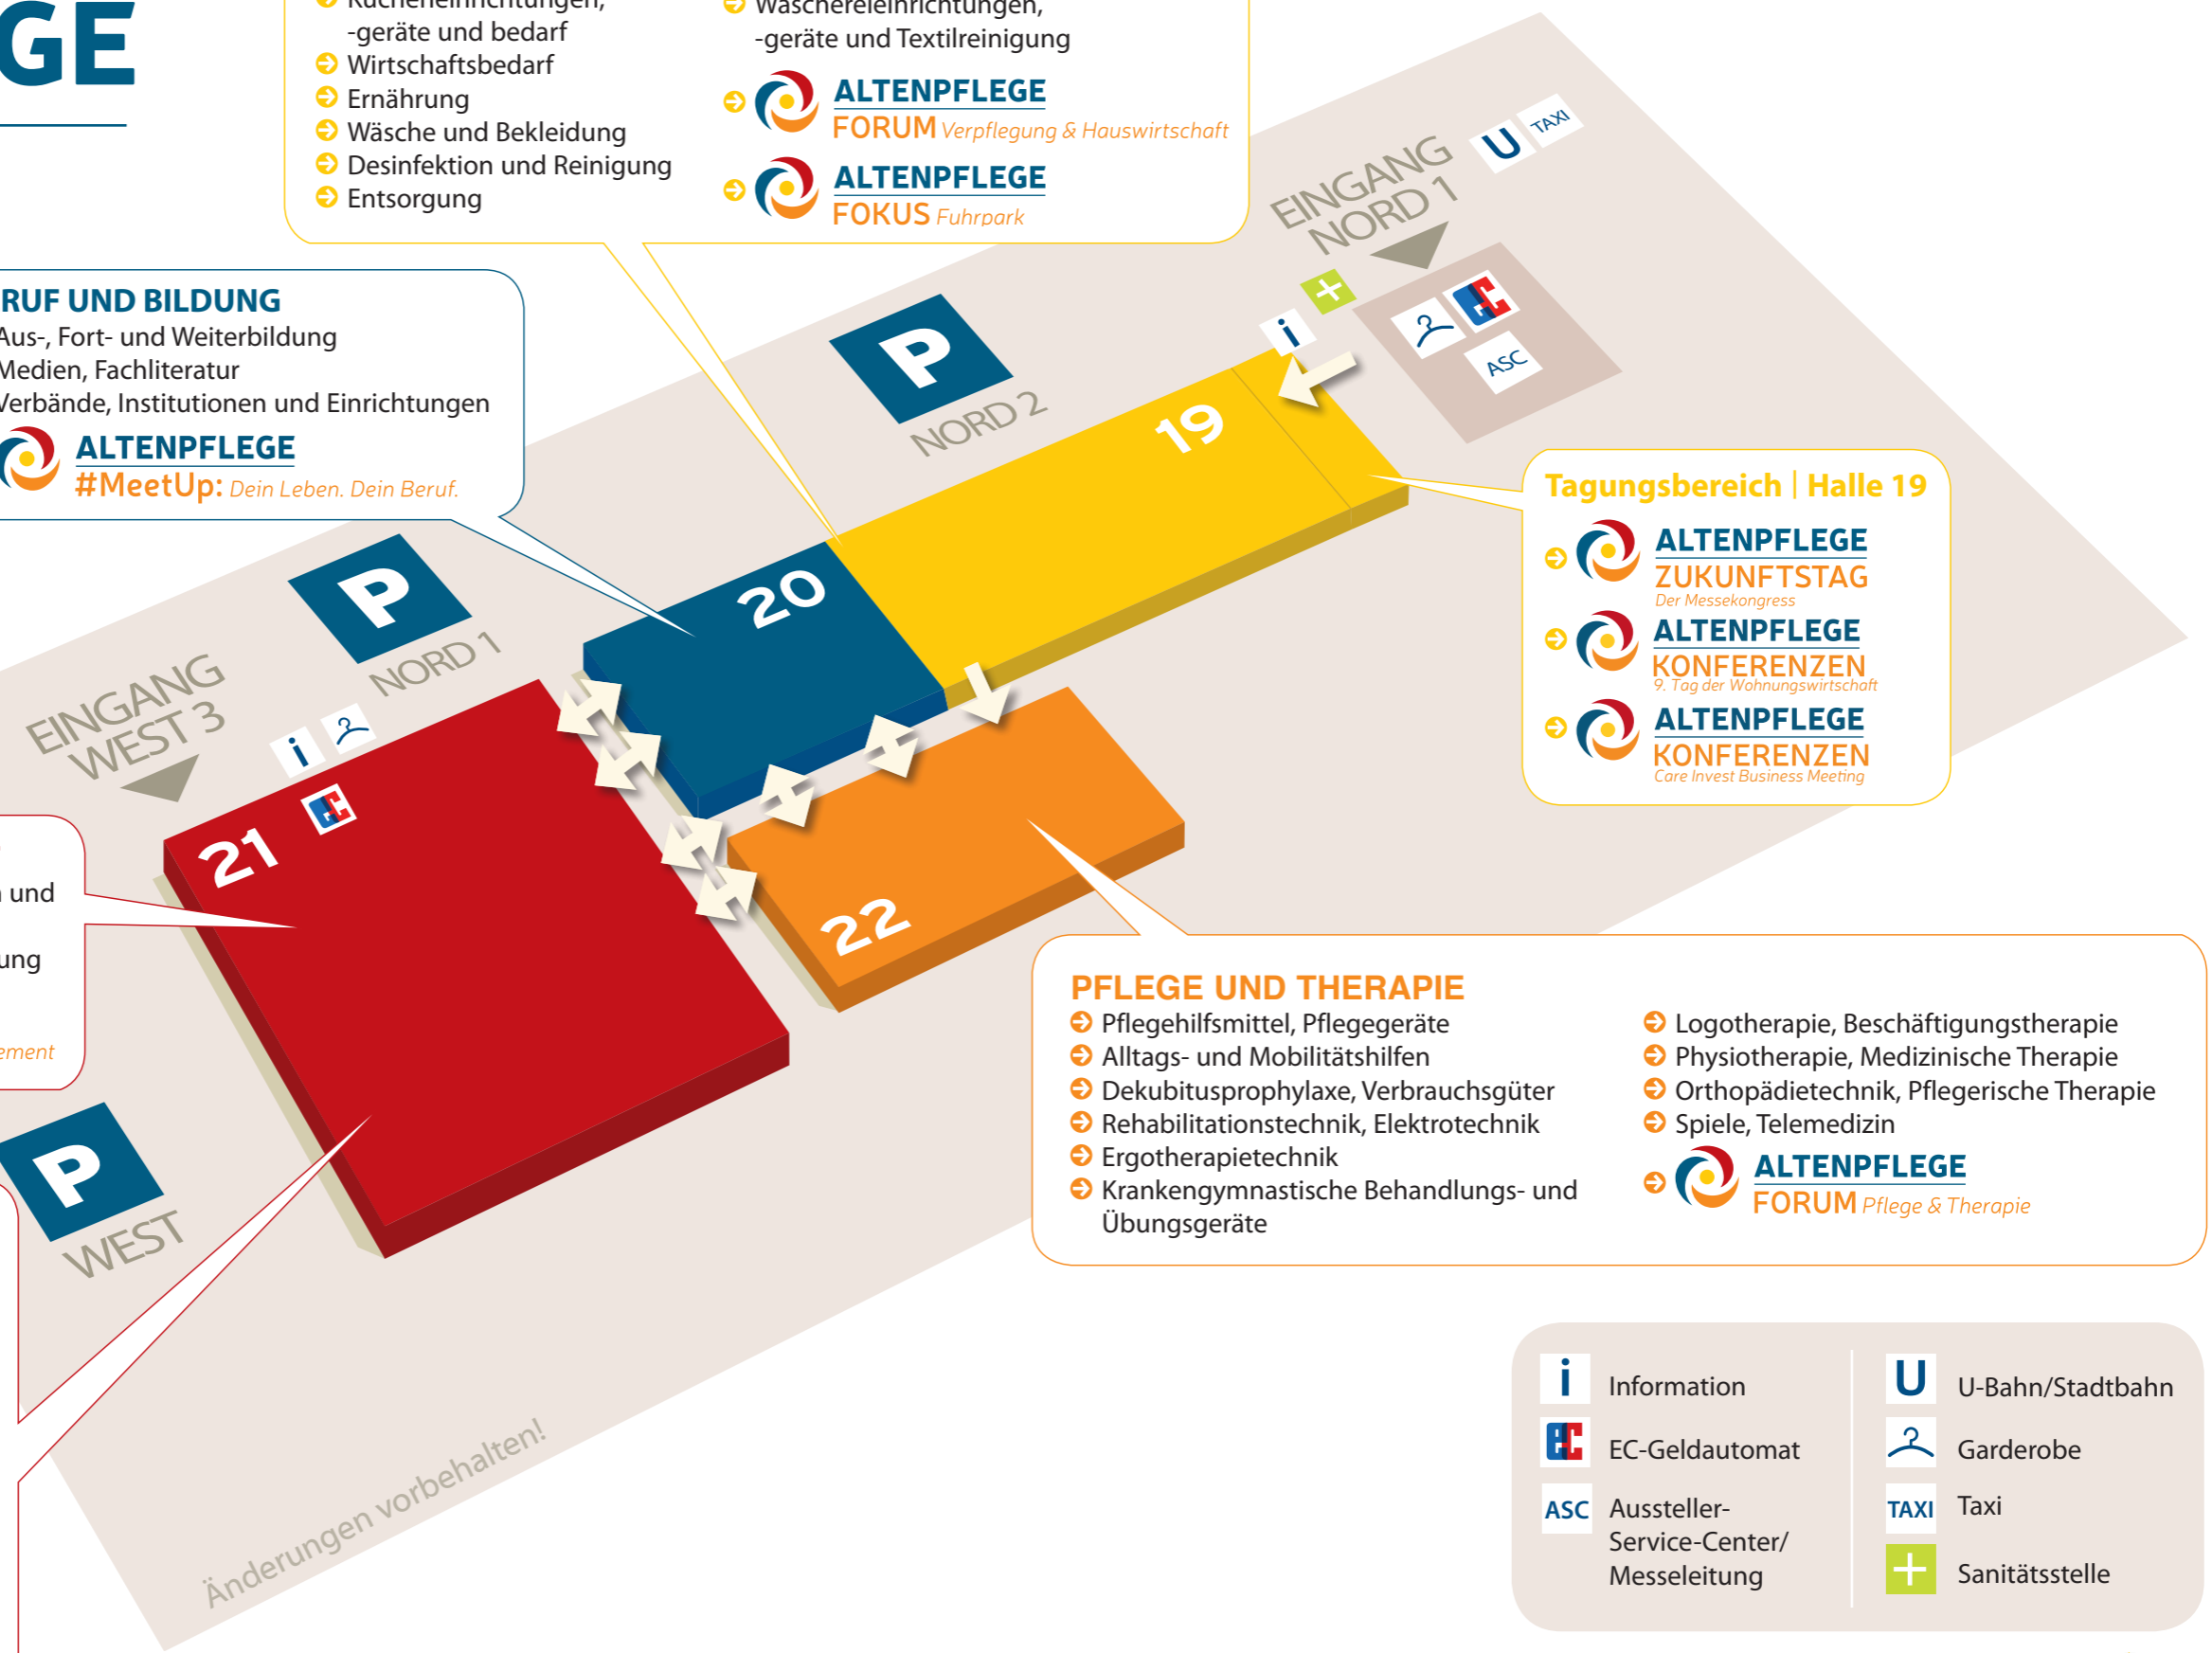 GE
Kücheneinrichtungen,
-geräte und bedarf
Wirtschaftsbedarf
Ernährung
Wäsche und Bekleidung
Desinfektion und Reinigung
Entsorgung
Wäschereieinrichtungen,
-geräte und Textilreinigung
ALTENPFLEGE
FORUM Verpflegung & Hauswirtschaft
ALTENPFLEGE
FOKUS Fuhrpark
EINGANG
NORD 1
U
TAXI
RUF UND BILDUNG
Aus-, Fort- und Weiterbildung
Medien, Fachliteratur
Verbände, Institutionen und Einrichtungen
ALTENPFLEGE
#MeetUp: Dein Leben. Dein Beruf.
P
NORD 2
i
EC
ASC
19
Tagungsbereich | Halle 19
ALTENPFLEGE
ZUKUNFTSTAG
Der Messekongress
ALTENPFLEGE
KONFERENZEN
9. Tag der Wohnungswirtschaft
ALTENPFLEGE
KONFERENZEN
Care Invest Business Meeting
P
NORD 1
20
EINGANG
WEST 3
i
EC
21
22
und
ung
ement
P
WEST
PFLEGE UND THERAPIE
Pflegehilfsmittel, Pflegegeräte
Alltags- und Mobilitätshilfen
Dekubitusprophylaxe, Verbrauchsgüter
Rehabilitationstechnik, Elektrotechnik
Ergotherapietechnik
Krankengymnastische Behandlungs- und
Übungsgeräte
Logotherapie, Beschäftigungstherapie
Physiotherapie, Medizinische Therapie
Orthopädietechnik, Pflegerische Therapie
Spiele, Telemedizin
ALTENPFLEGE
FORUM Pflege & Therapie
Änderungen vorbehalten!
i Information
EC EC-Geldautomat
ASC Aussteller-
Service-Center/
Messeleitung
U U-Bahn/Stadtbahn
Garderobe
TAXI Taxi
Sanitätsstelle